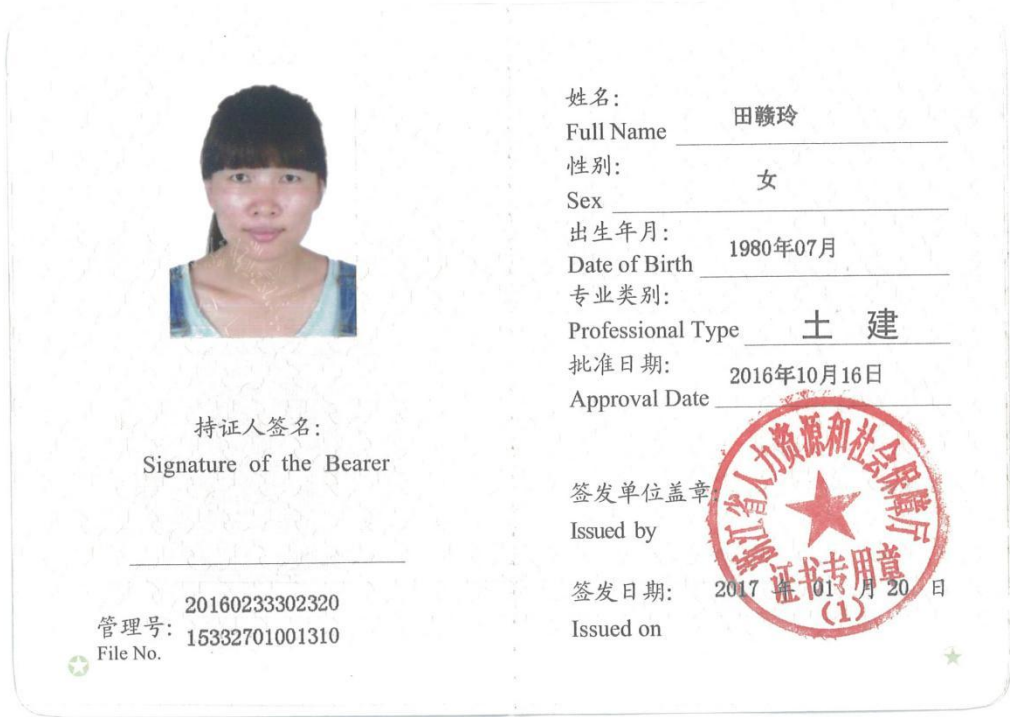 持证人签名:
Signature of the Bearer
管理号:
File No.
20160233302320
15332701001310
姓名:
Full Name
田赣玲
性别:
Sex
女
出生年月:
Date of Birth
1980年07月
专业类别:
Professional Type
土 建
批准日期:
Approval Date
2016年10月16日
签发单位盖章:
Issued by
浙江省人力资源和社会保障厅
证书专用章
(1)
签发日期:
2017 年 01 月 20 日
Issued on